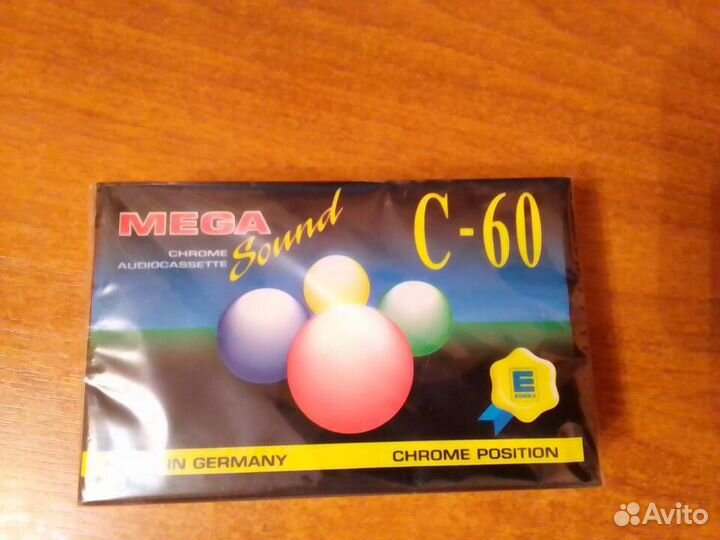 MEGA
Sound
C-60
CHROME
AUDIOCASSETTE
E
EDEKA
IN GERMANY
CHROME POSITION
Avito